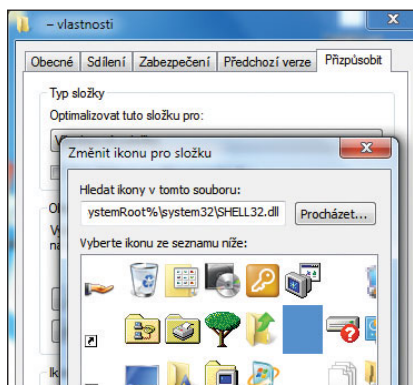 – vlastnosti
Obecné Sdílení Zabezpečení Předchozí verze Přizpůsobit
Typ složky
Optimalizovat tuto složku pro:
Změnit ikonu pro složku
Hledat ikony v tomto souboru:
ystemRoot%\system32\SHELL32.dll Procházet...
Vyberte ikonu ze seznamu níže: